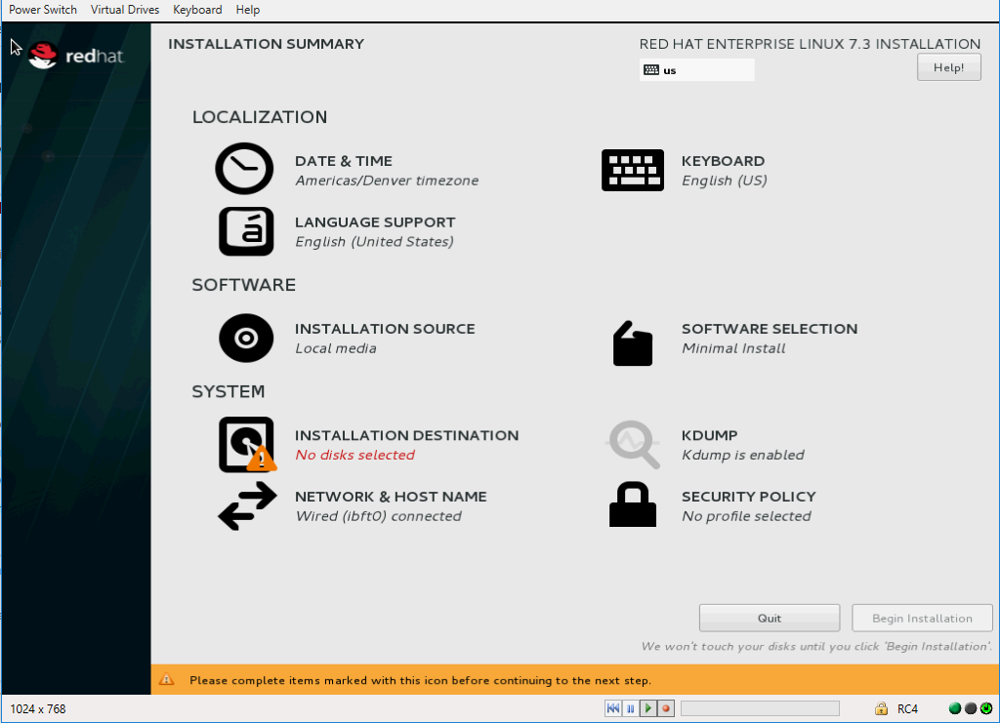 Power Switch Virtual Drives Keyboard Help
redhat
INSTALLATION SUMMARY
RED HAT ENTERPRISE LINUX 7.3 INSTALLATION
us
Help!
LOCALIZATION
DATE & TIME
Americas/Denver timezone
KEYBOARD
English (US)
á
LANGUAGE SUPPORT
English (United States)
SOFTWARE
INSTALLATION SOURCE
Local media
SOFTWARE SELECTION
Minimal Install
SYSTEM
INSTALLATION DESTINATION
No disks selected
KDUMP
Kdump is enabled
NETWORK & HOST NAME
Wired (ibft0) connected
SECURITY POLICY
No profile selected
Quit
Begin Installation
We won't touch your disks until you click 'Begin Installation'.
Please complete items marked with this icon before continuing to the next step.
1024 x 768
RC4